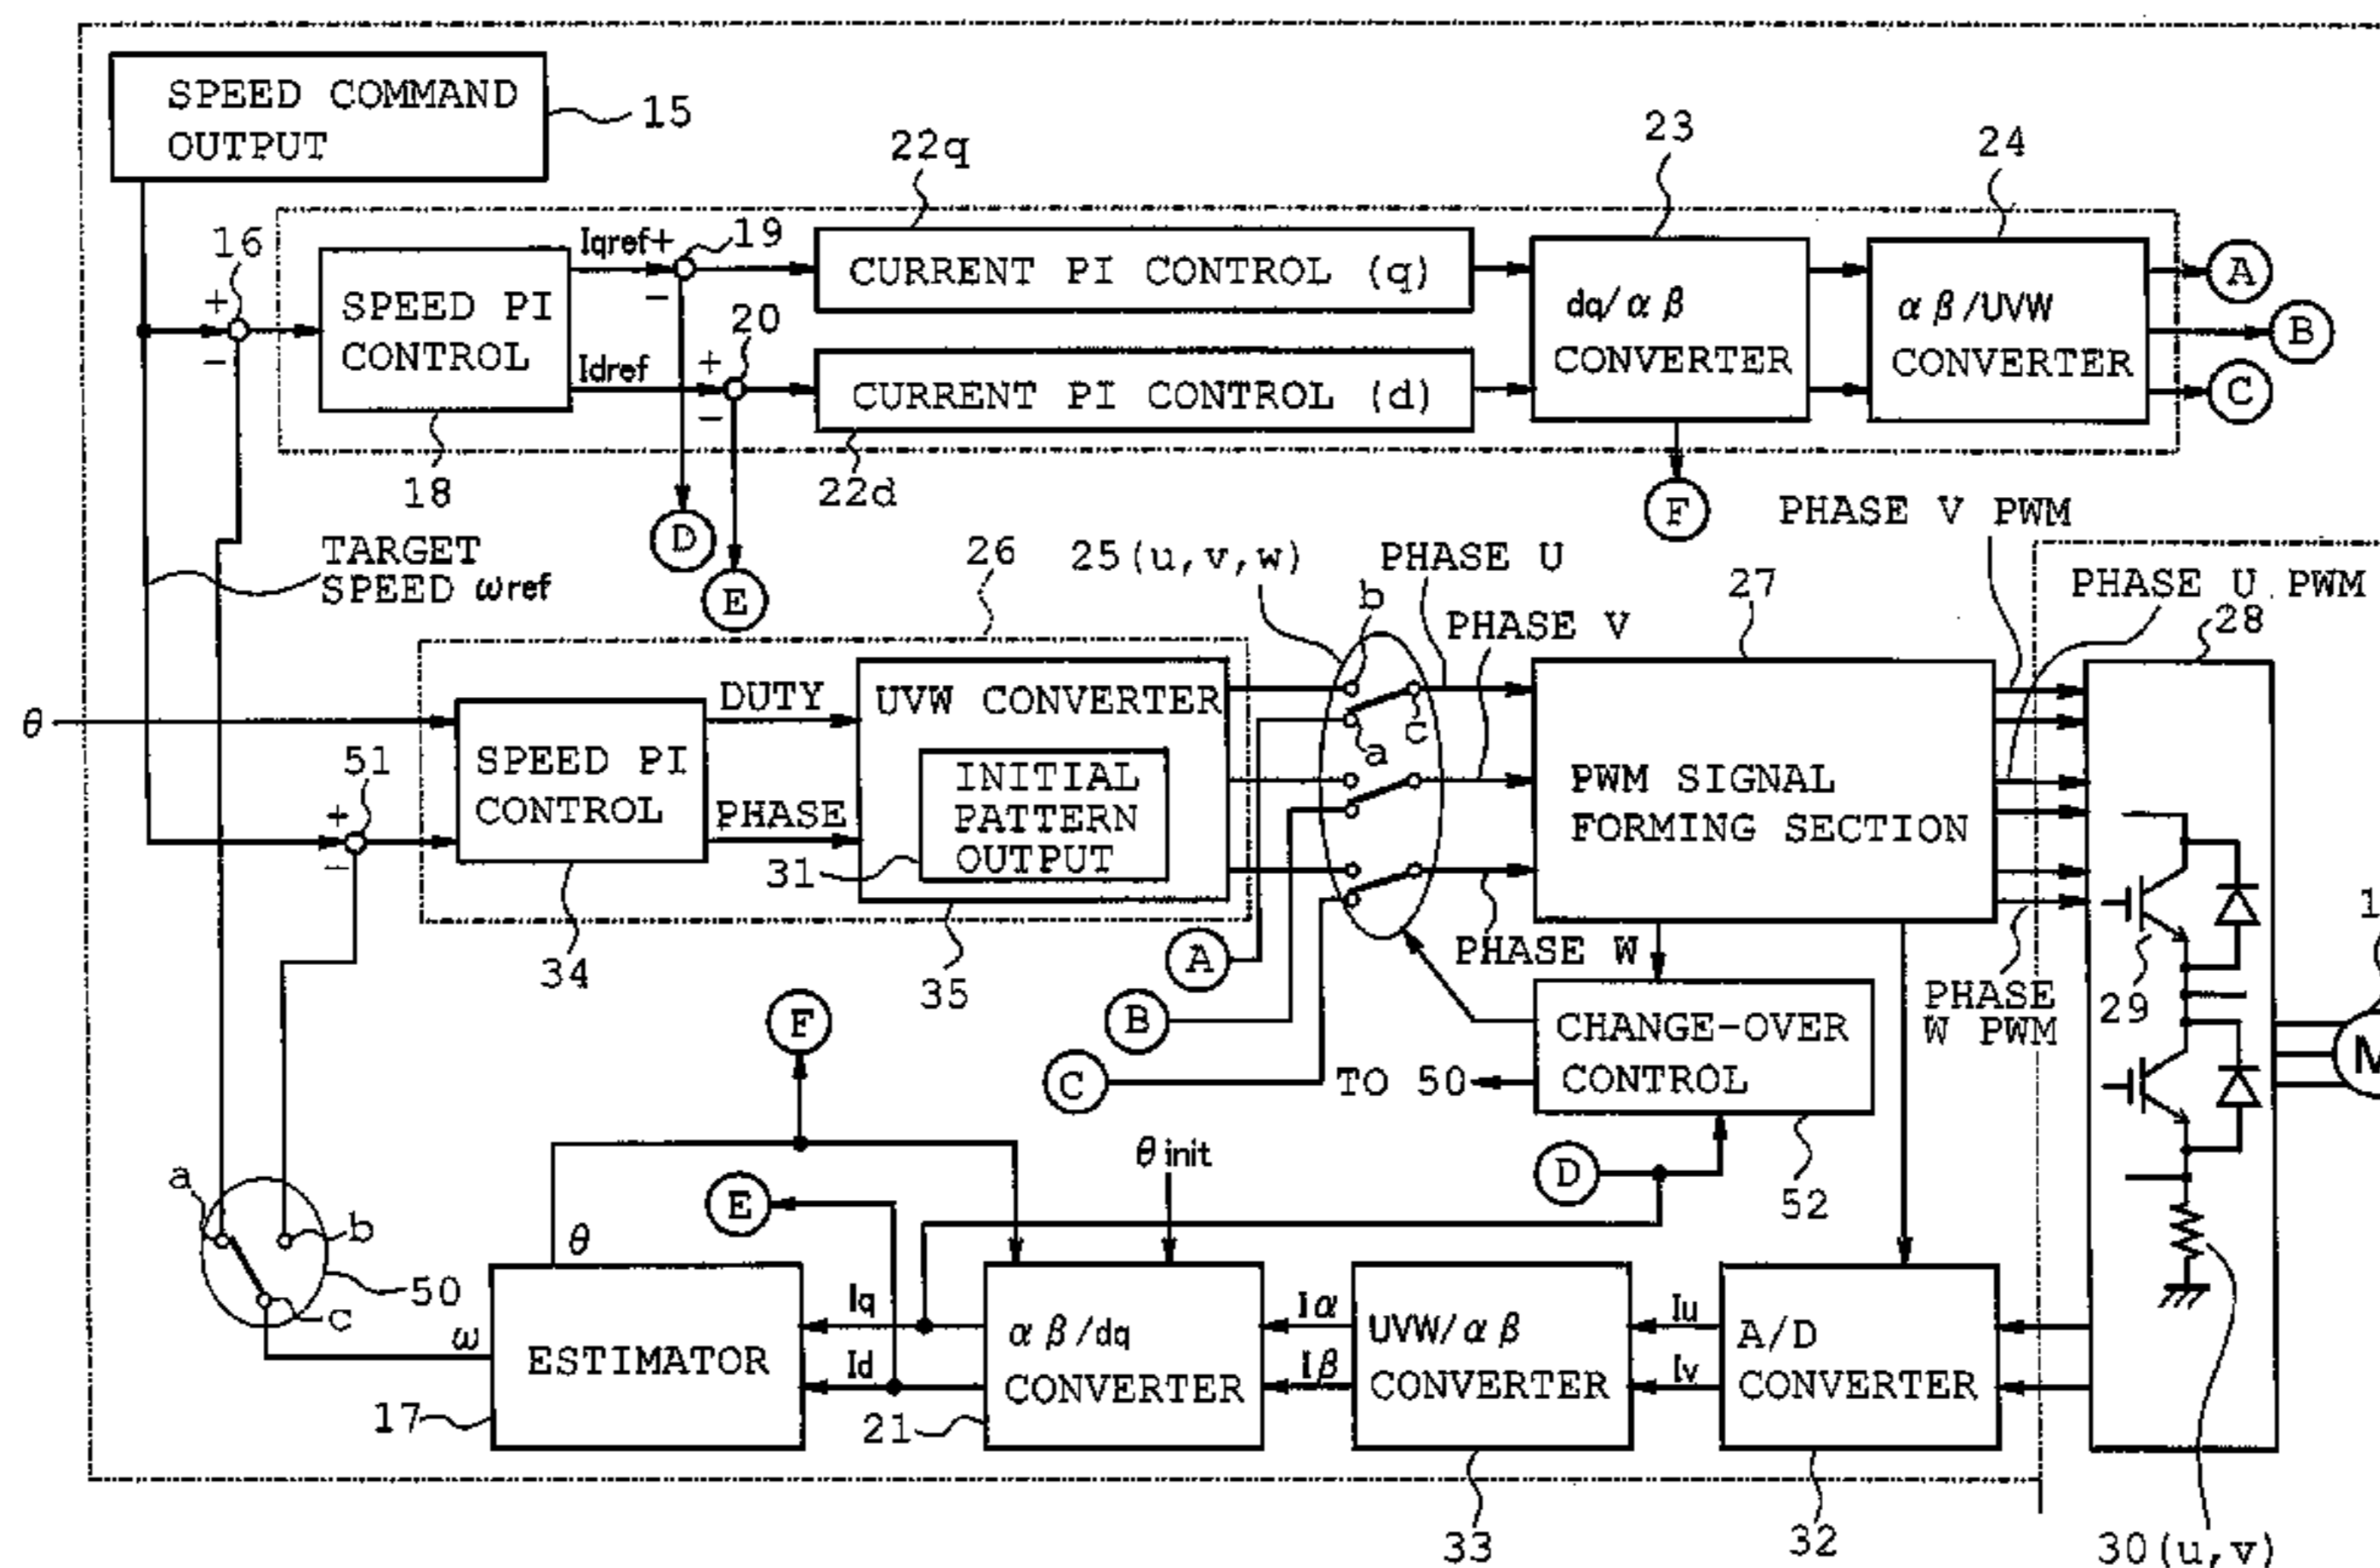 SPEED COMMAND
OUTPUT
15
16
+
−
SPEED PI
CONTROL
18
Iqref+
−
19
Idref
+
−
20
22q
CURRENT PI CONTROL (q)
CURRENT PI CONTROL (d)
22d
23
dq/αβ
CONVERTER
24
αβ/UVW
CONVERTER
A
B
C
D
E
F
TARGET
SPEED ωref
26
25(u,v,w)
PHASE U
PHASE V
PHASE V PWM
PHASE U PWM
27
28
θ
51
+
−
SPEED PI
CONTROL
34
DUTY
PHASE
UVW CONVERTER
INITIAL
PATTERN
OUTPUT
31
35
b
a
c
PWM SIGNAL
FORMING SECTION
PHASE W
PHASE
W PWM
29
1
M
A
B
C
F
CHANGE-OVER
CONTROL
TO 50
52
D
E
θinit
a
b
c
50
ω
θ
ESTIMATOR
17
Iq
Id
αβ/dq
CONVERTER
21
Iα
Iβ
UVW/αβ
CONVERTER
33
Iu
Iv
A/D
CONVERTER
32
30(u,v)